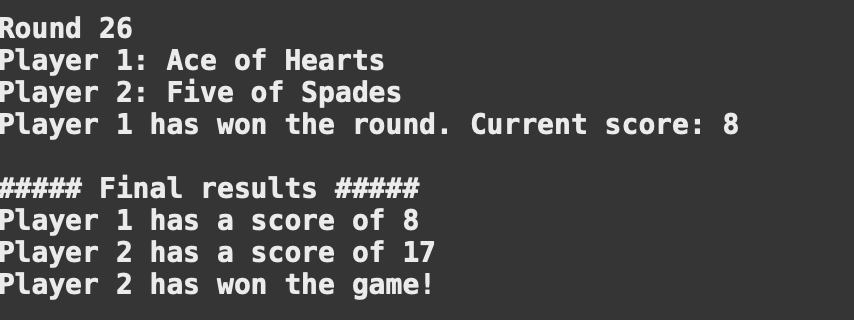 Round 26
Player 1: Ace of Hearts
Player 2: Five of Spades
Player 1 has won the round. Current score: 8
##### Final results #####
Player 1 has a score of 8
Player 2 has a score of 17
Player 2 has won the game!